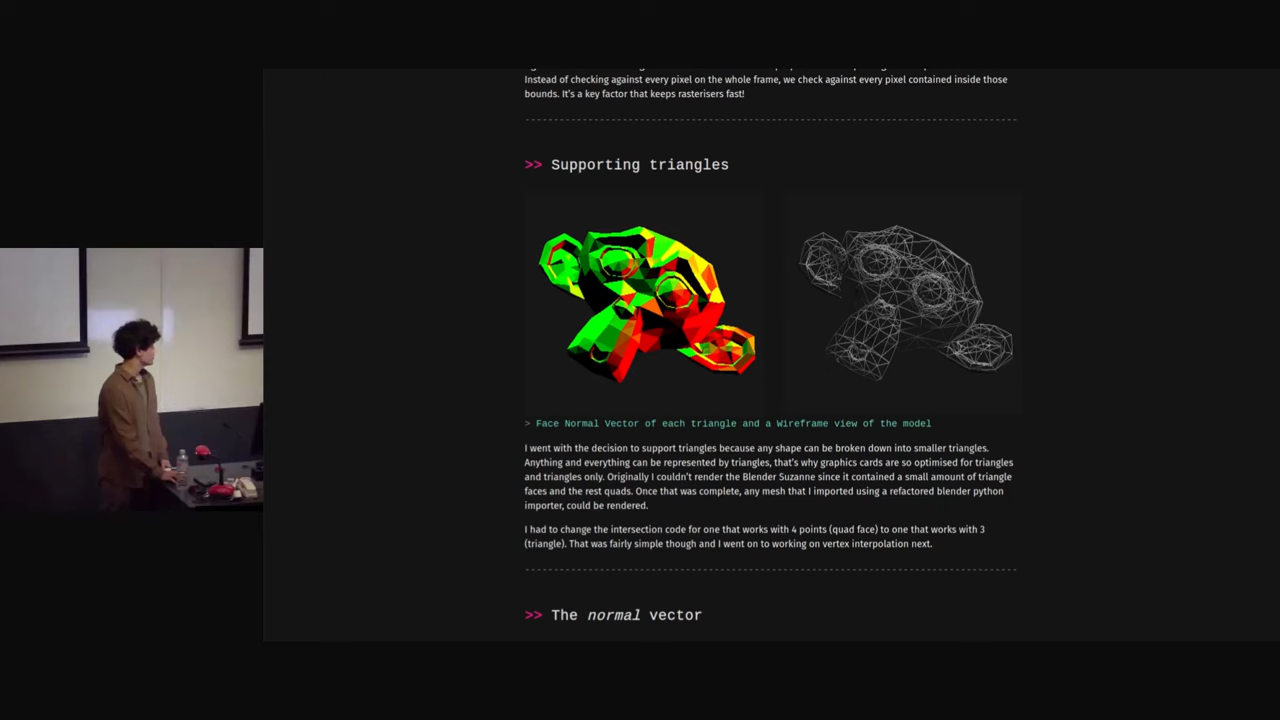 Instead of checking against every pixel on the whole frame, we check against every pixel contained inside those
bounds. It's a key factor that keeps rasterisers fast!
>> Supporting triangles
> Face Normal Vector of each triangle and a Wireframe view of the model
I went with the decision to support triangles because any shape can be broken down into smaller triangles.
Anything and everything can be represented by triangles, that's why graphics cards are so optimised for triangles
and triangles only. Originally I couldn't render the Blender Suzanne since it contained a small amount of triangle
faces and the rest quads. Once that was complete, any mesh that I imported using a refactored blender python
importer, could be rendered.
I had to change the intersection code for one that works with 4 points (quad face) to one that works with 3
(triangle). That was fairly simple though and I went on to working on vertex interpolation next.
>> The normal vector